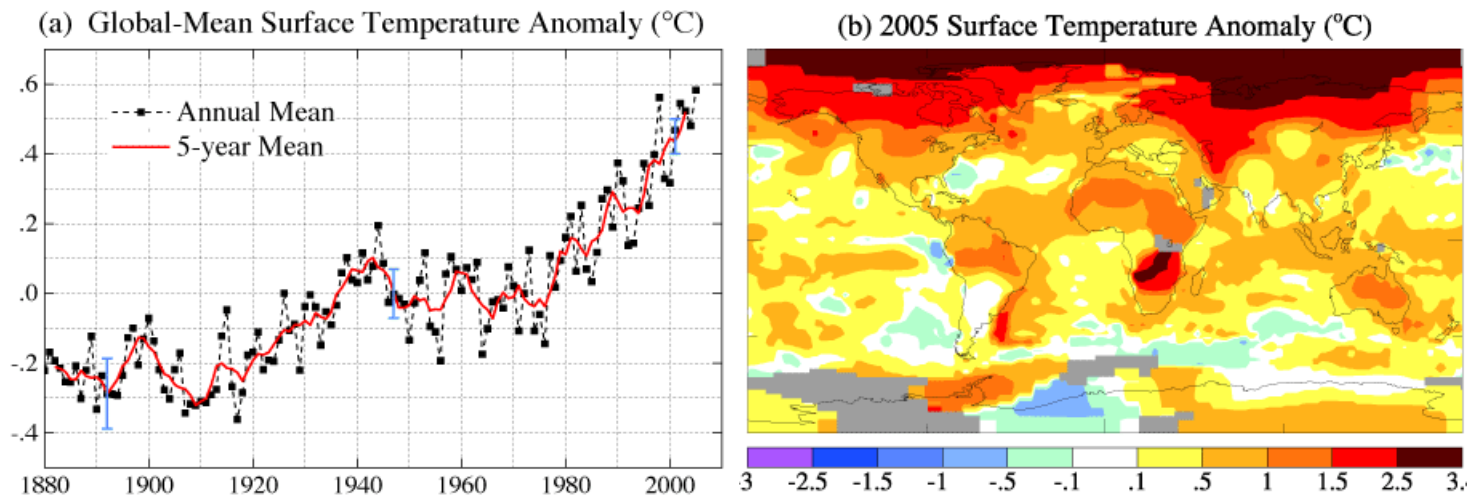 (a) Global-Mean Surface Temperature Anomaly (°C)
.6
.4
.2
.0
-.2
-.4
Annual Mean
5-year Mean
1880 1900 1920 1940 1960 1980 2000
(b) 2005 Surface Temperature Anomaly (°C)
3 -2.5 -1.5 -1 -.5 -.1 .1 .5 1 1.5 2.5 3.